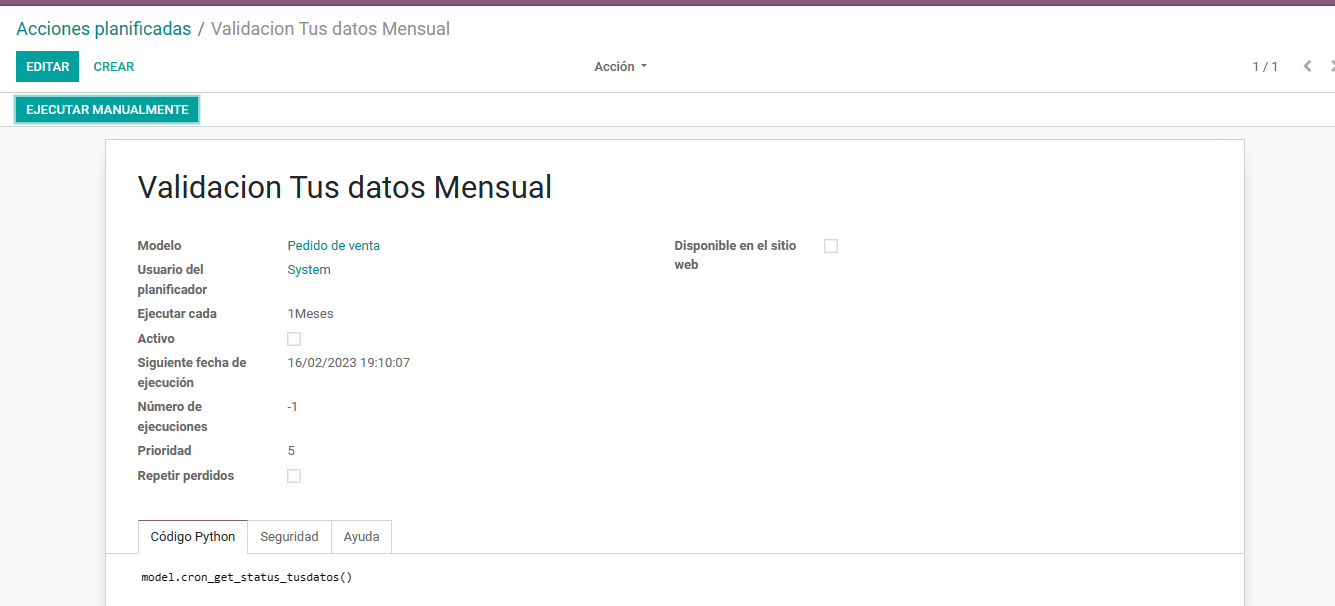 Acciones planificadas / Validacion Tus datos Mensual
EDITAR CREAR Acción 1 / 1
EJECUTAR MANUALMENTE
Validacion Tus datos Mensual
Modelo Pedido de venta Disponible en el sitio web
Usuario del planificador System
Ejecutar cada 1Meses
Activo
Siguiente fecha de ejecución 16/02/2023 19:10:07
Número de ejecuciones -1
Prioridad 5
Repetir perdidos
Código Python Seguridad Ayuda
model.cron_get_status_tusdatos()